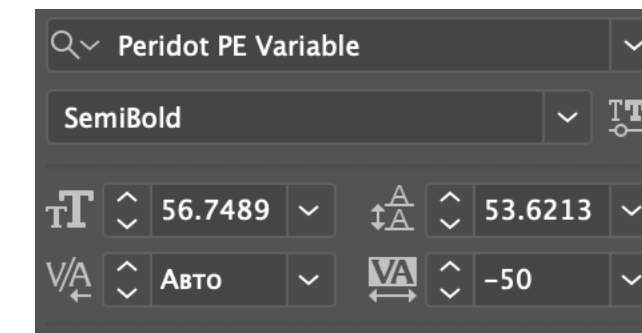 Peridot PE Variable
SemiBold
56.7489 53.6213
Авто -50